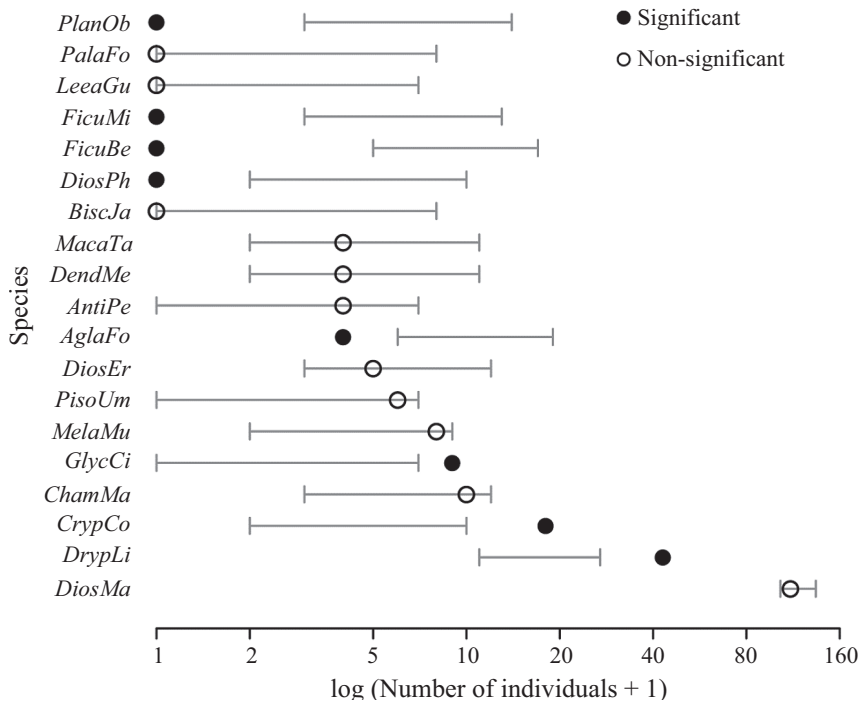 PlanOb
PalaFo
LeeaGu
FicuMi
FicuBe
DiosPh
BiscJa
MacaTa
DendMe
AntiPe
AglaFo
DiosEr
PisoUm
MelaMu
GlycCi
ChamMa
CrypCo
DrypLi
DiosMa
Species
Significant
Non-significant
1 2 5 10 20 40 80 160
log (Number of individuals + 1)